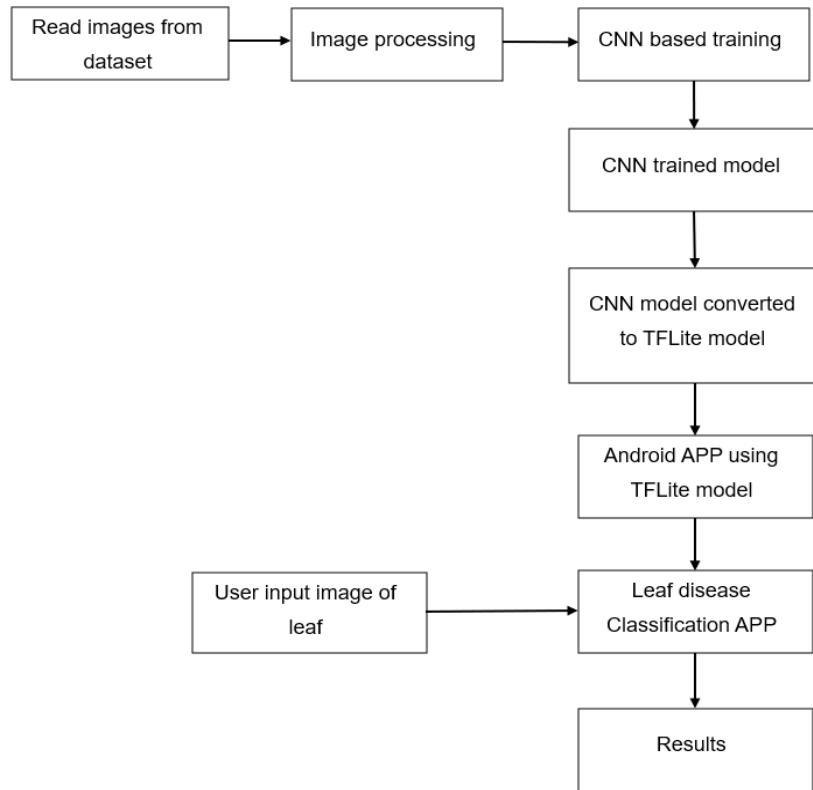 Read images from
dataset
Image processing
CNN based training
CNN trained model
CNN model converted
to TFLite model
Android APP using
TFLite model
User input image of
leaf
Leaf disease
Classification APP
Results